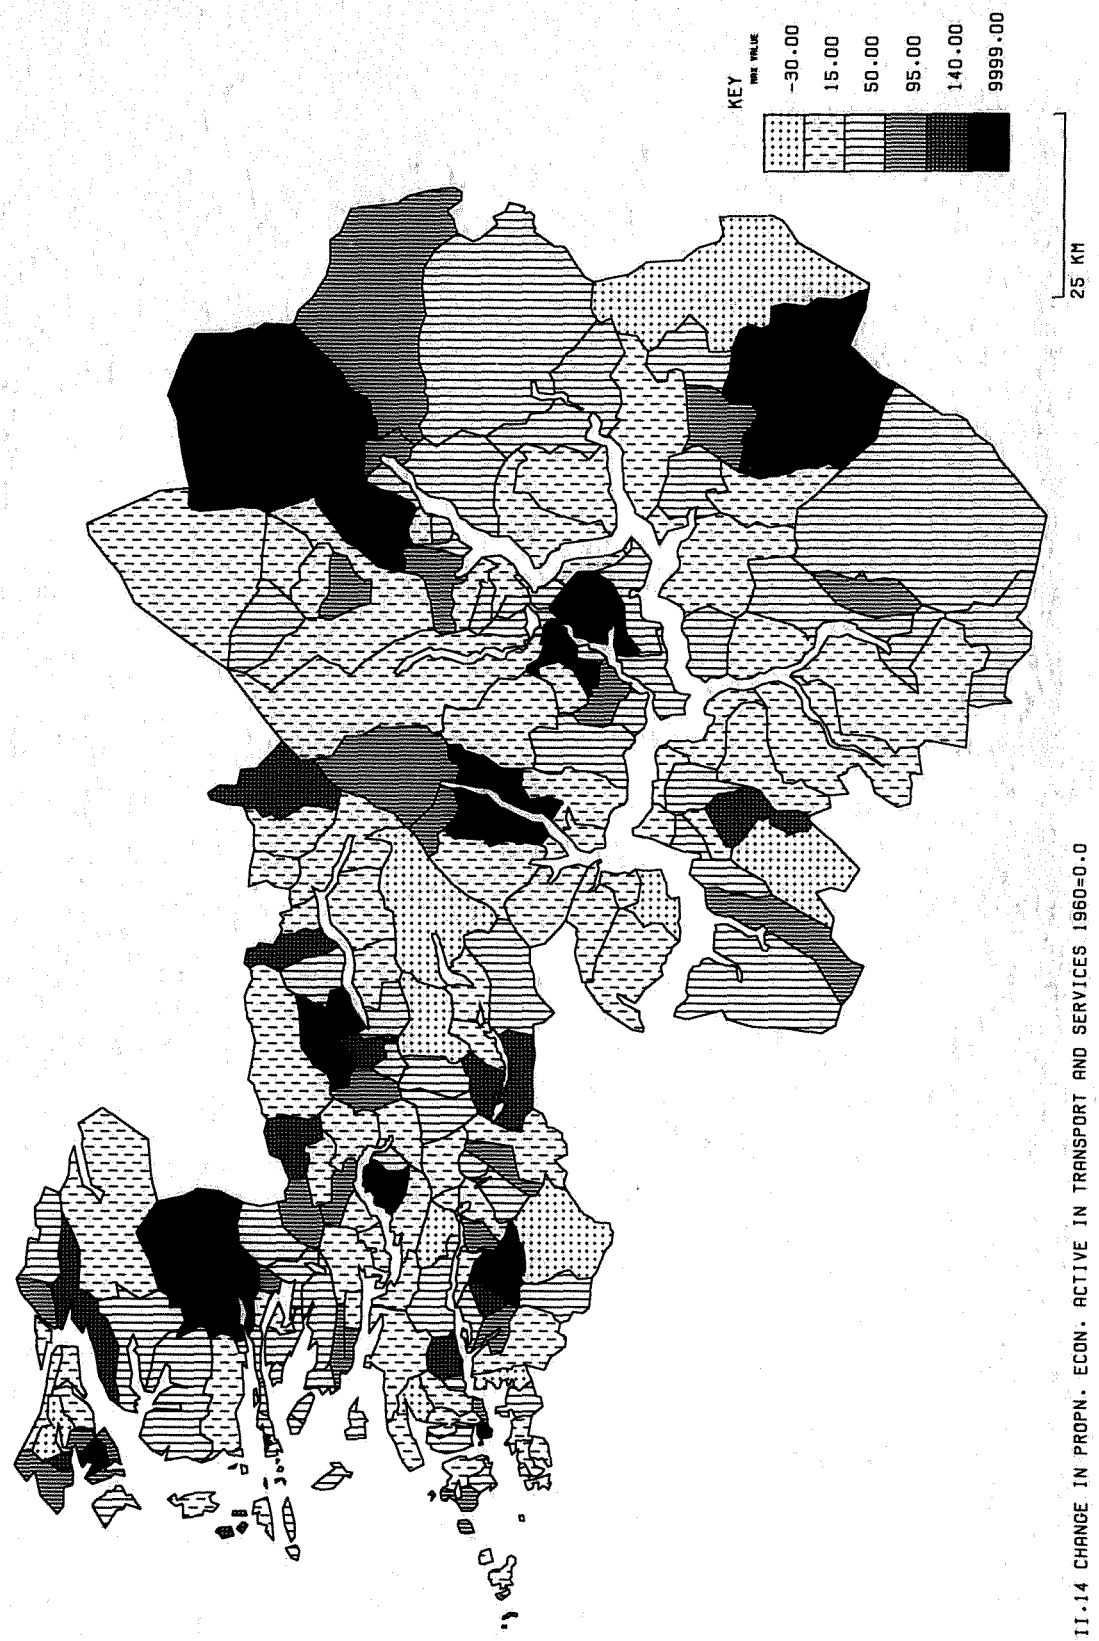 KEY
MAX VALUE
-30.00
15.00
50.00
95.00
140.00
9999.00
25 KM
II.14 CHANGE IN PROPN. ECON. ACTIVE IN TRANSPORT AND SERVICES 1960=0.0